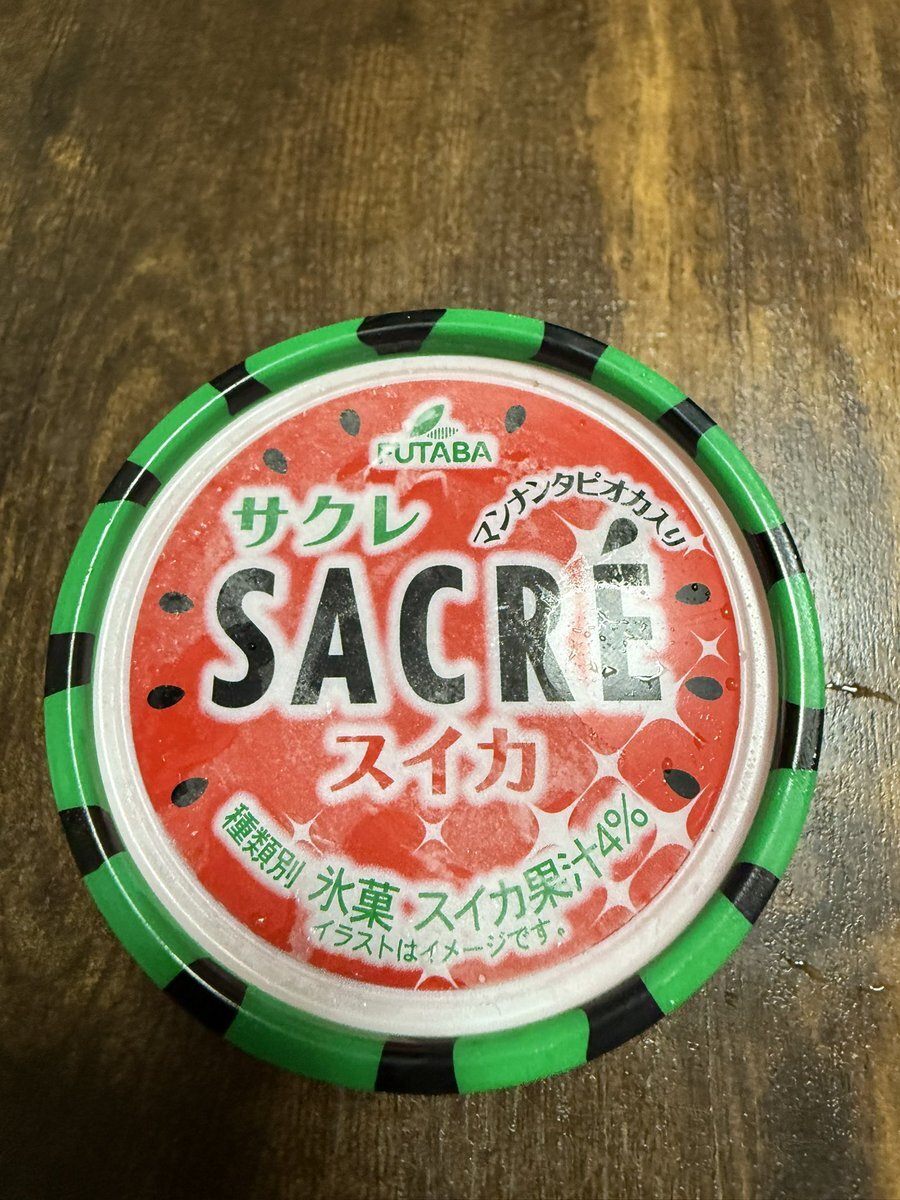 FUTABA
サクレ
マンナンタピオカ入り
SACRÉ
スイカ
種類別 氷菓 スイカ果汁4%
イラストはイメージです。